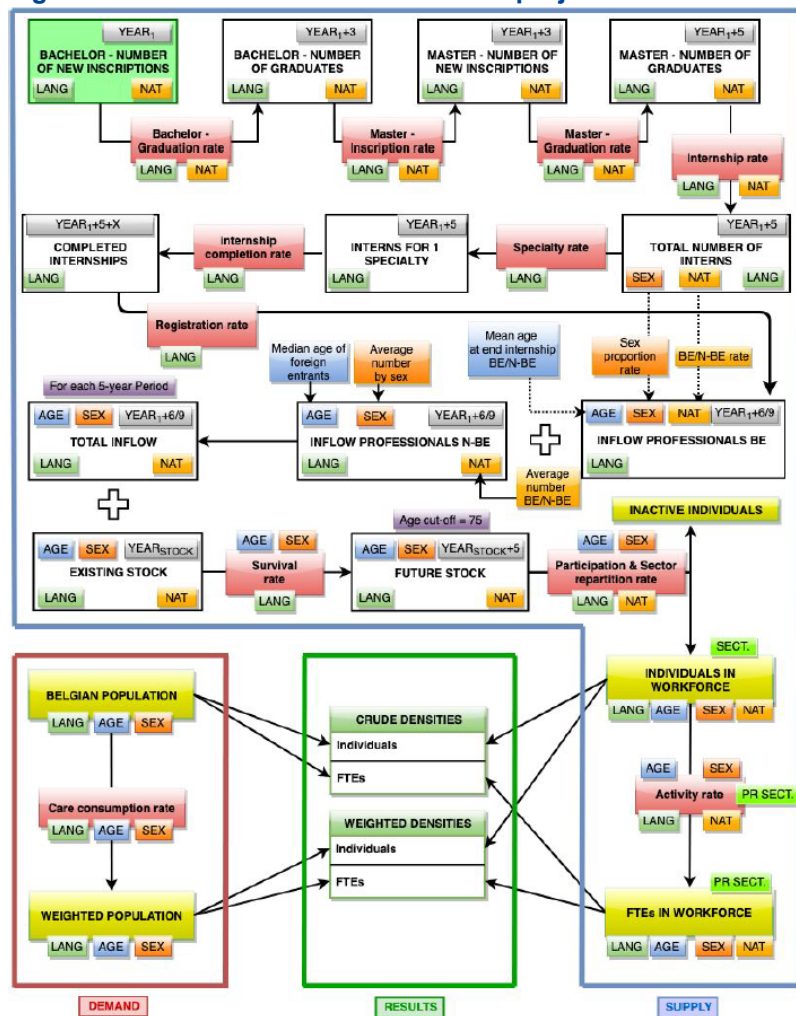 YEAR1
BACHELOR - NUMBER
OF NEW INSCRIPTIONS
LANG
NAT
YEAR1+3
BACHELOR - NUMBER
OF GRADUATES
LANG
NAT
YEAR1+3
MASTER - NUMBER OF
NEW INSCRIPTIONS
LANG
NAT
YEAR1+5
MASTER - NUMBER OF
GRADUATES
LANG
NAT
Bachelor -
Graduation rate
LANG
NAT
Master -
Inscription rate
LANG
NAT
Master -
Graduation rate
LANG
NAT
Internship rate
LANG
NAT
YEAR1+5+X
COMPLETED
INTERNSHIPS
LANG
Internship
completion rate
LANG
YEAR1+5
INTERNS FOR 1
SPECIALTY
LANG
Specialty rate
LANG
YEAR1+5
TOTAL NUMBER OF
INTERNS
SEX
NAT
LANG
Registration rate
LANG
Median age of
foreign
entrants
Average
number
by sex
Mean age
at end internship
BE/N-BE
Sex
proportion
rate
BE/N-BE rate
For each 5-year Period
AGE
SEX
YEAR1+6/9
TOTAL INFLOW
LANG
NAT
AGE
SEX
YEAR1+6/9
INFLOW PROFESSIONALS N-BE
LANG
NAT
AGE
SEX
NAT
YEAR1+6/9
INFLOW PROFESSIONALS BE
LANG
Average
number
BE/N-BE
INACTIVE INDIVIDUALS
Age cut-off = 75
AGE
SEX
YEARSTOCK
EXISTING STOCK
LANG
NAT
AGE
SEX
Survival
rate
LANG
AGE
SEX
YEARSTOCK+5
FUTURE STOCK
LANG
NAT
AGE
SEX
Participation & Sector
repartition rate
LANG
NAT
BELGIAN POPULATION
LANG
AGE
SEX
Care consumption rate
LANG
AGE
SEX
WEIGHTED POPULATION
LANG
AGE
SEX
CRUDE DENSITIES
Individuals
FTEs
WEIGHTED DENSITIES
Individuals
FTEs
SECT.
INDIVIDUALS IN
WORKFORCE
LANG
AGE
SEX
NAT
AGE
SEX
Activity rate
PR SECT.
LANG
NAT
PR SECT.
FTEs IN WORKFORCE
LANG
AGE
SEX
NAT
DEMAND
RESULTS
SUPPLY